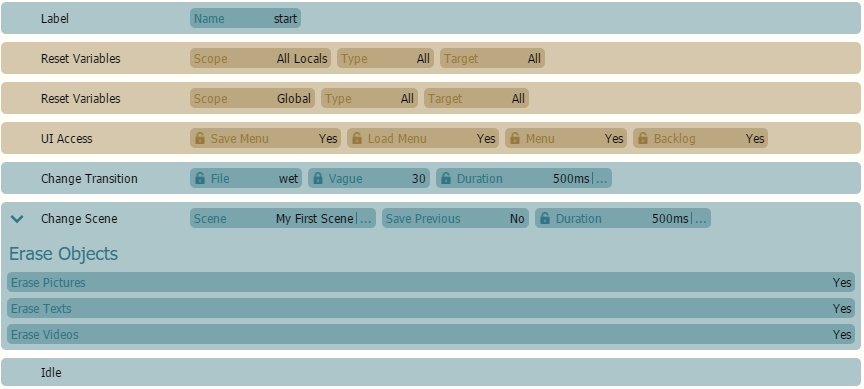 Label Name start
Reset Variables Scope All Locals Type All Target All
Reset Variables Scope Global Type All Target All
UI Access Save Menu Yes Load Menu Yes Menu Yes Backlog Yes
Change Transition File wet Vague 30 Duration 500ms|...
Change Scene Scene My First Scene|... Save Previous No Duration 500ms|...
Erase Objects
Erase Pictures Yes
Erase Texts Yes
Erase Videos Yes
Idle